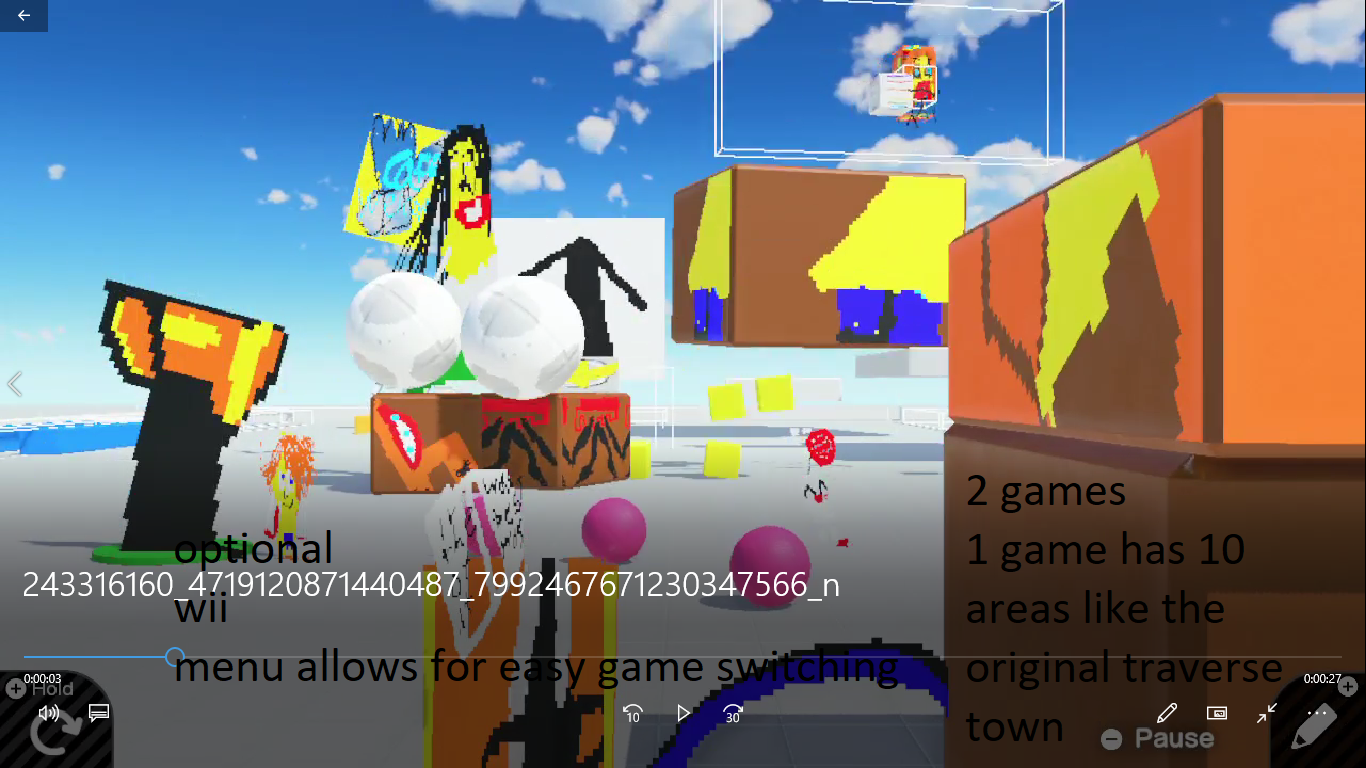 2 games
1 game has 10
areas like the
original traverse
town
optional
243316160_4719120871440487_7992467671230347566_n
wii
menu allows for easy game switching
0:00:03
0:00:27
Hold
10
30
Pause